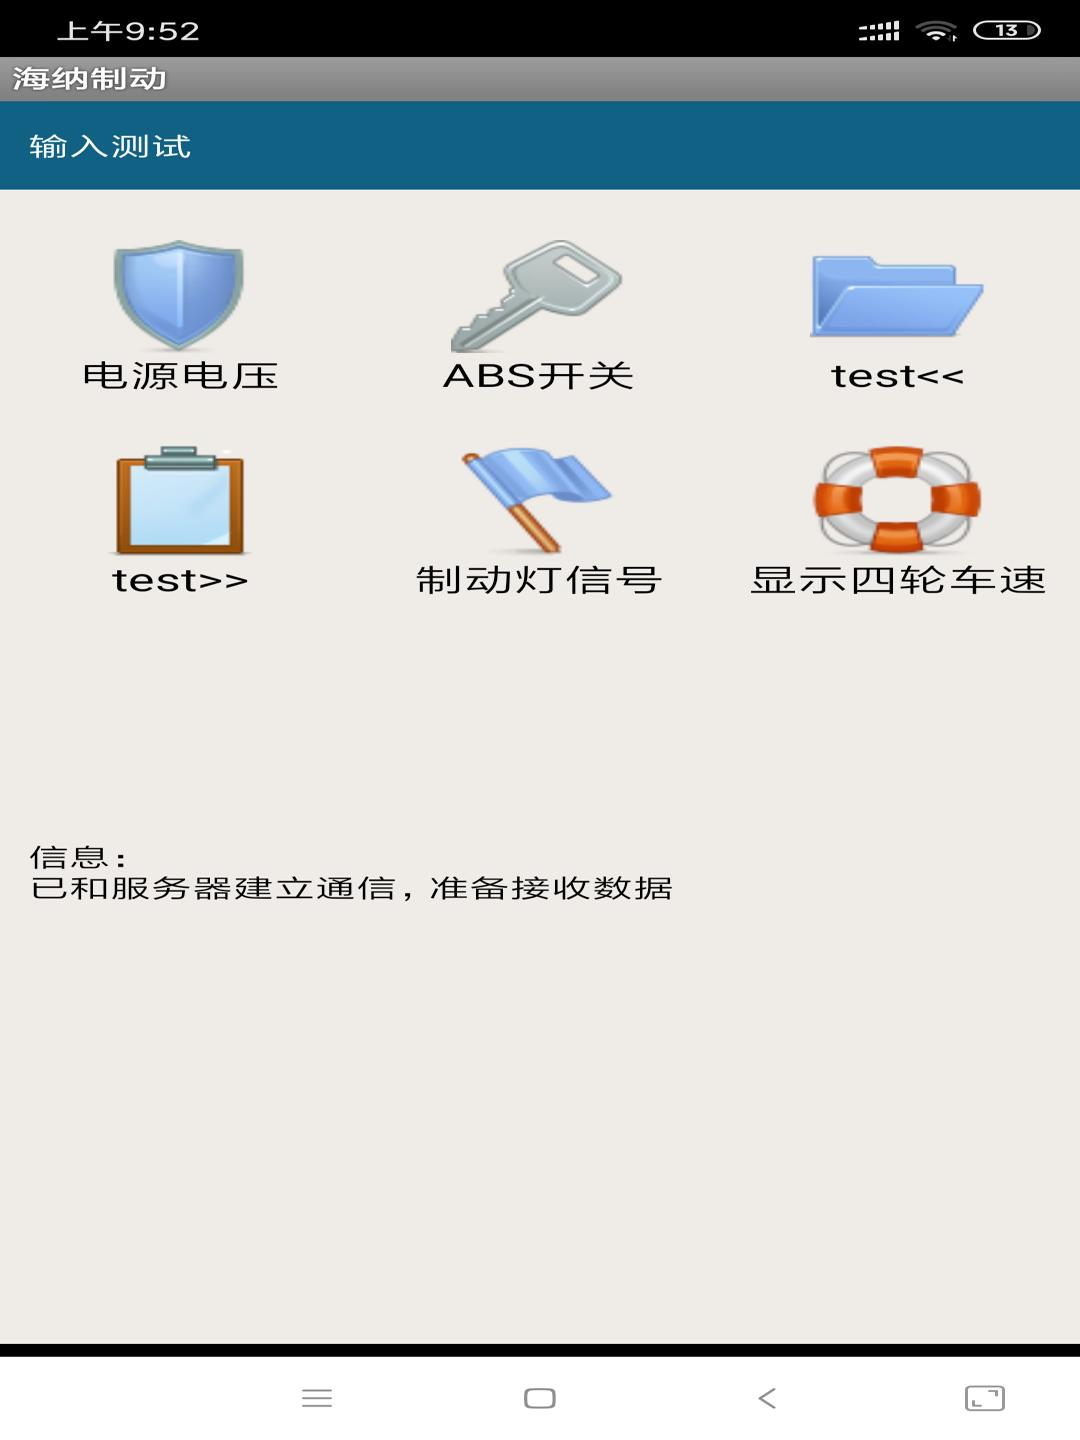 上午9:52
13
海纳制动
输入测试
电源电压
ABS开关
test<<
test>>
制动灯信号
显示四轮车速
信息：
已和服务器建立通信，准备接收数据